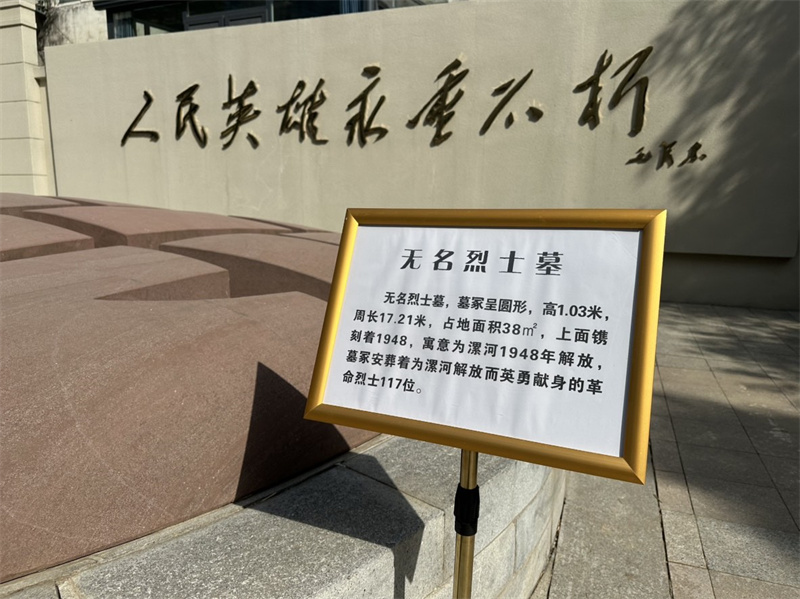 人民英雄永垂不朽
毛泽东
无名烈士墓
无名烈士墓，墓冢呈圆形，高1.03米，
周长17.21米，占地面积38㎡，上面镌
刻着1948，寓意为漯河1948年解放，
墓冢安葬着为漯河解放而英勇献身的革
命烈士117位。